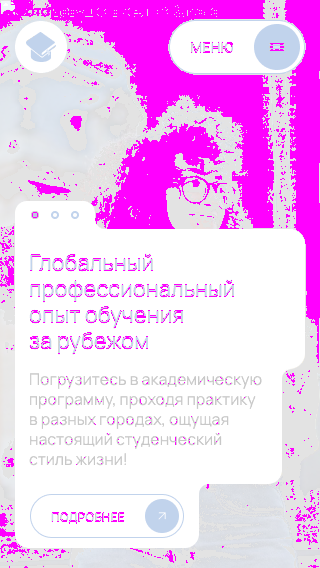 МЕНЮ
Глобальный
профессиональный
опыт обучения
за рубежом
Погрузитесь в академическую
программу, проходя практику
в разных городах, ощущая
настоящий студенческий
стиль жизни!
ПОДРОБНЕЕ